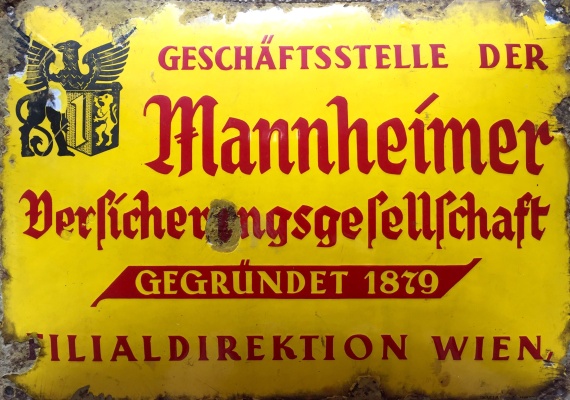 GESCHÄFTSSTELLE DER
Mannheimer
Verſicherungsgeſellſchaft
GEGRÜNDET 1879
FILIALDIREKTION WIEN,